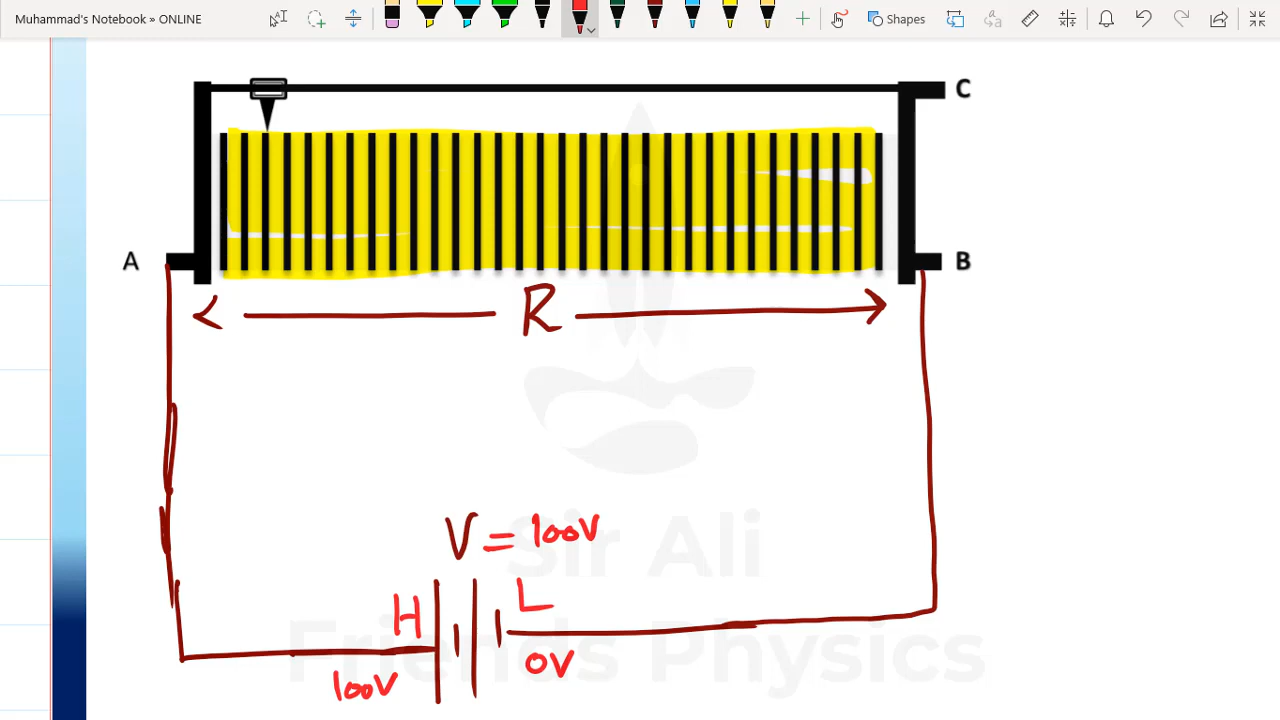 Muhammad's Notebook » ONLINE
Shapes
C
A
B
R
V = 100V
Sir Ali
H
L
Friends Physics
100V
0V